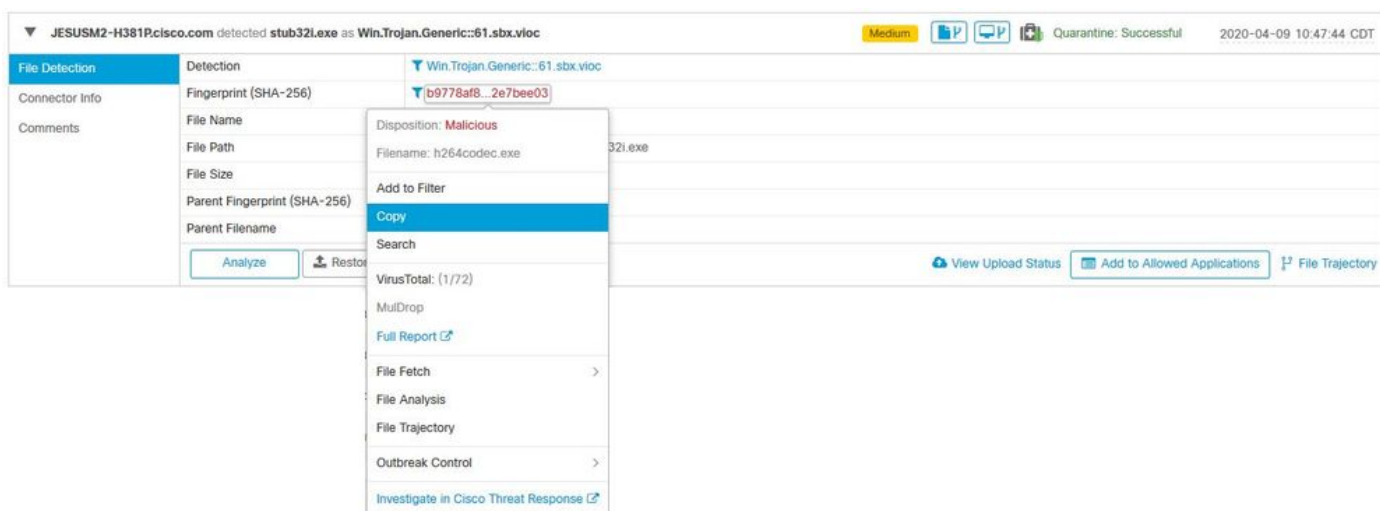 JESUSM2-H381P.cisco.com detected stub32i.exe as Win.Trojan.Generic::61.sbx.vioc Medium Quarantine: Successful 2020-04-09 10:47:44 CDT
File Detection
Connector Info
Comments
Detection Win.Trojan.Generic::61.sbx.vioc
Fingerprint (SHA-256) b9778af8...2e7bee03
File Name
File Path 32i.exe
File Size
Parent Fingerprint (SHA-256)
Parent Filename
Analyze Restor
View Upload Status Add to Allowed Applications File Trajectory
Disposition: Malicious
Filename: h264codec.exe
Add to Filter
Copy
Search
VirusTotal: (1/72)
MulDrop
Full Report
File Fetch
File Analysis
File Trajectory
Outbreak Control
Investigate in Cisco Threat Response